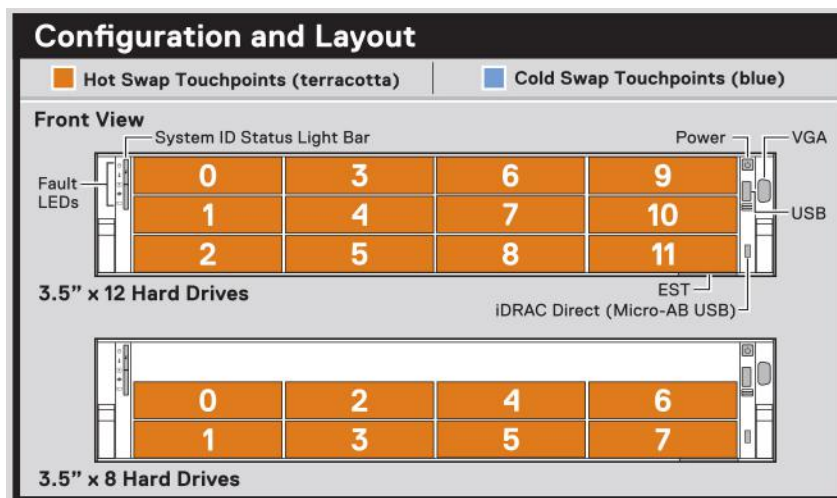 Configuration and Layout
Hot Swap Touchpoints (terracotta)
Cold Swap Touchpoints (blue)
Front View
System ID Status Light Bar
Power
VGA
Fault
LEDs
0 3 6 9
1 4 7 10
USB
2 5 8 11
EST
3.5” x 12 Hard Drives
iDRAC Direct (Micro-AB USB)
0 2 4 6
1 3 5 7
3.5” x 8 Hard Drives